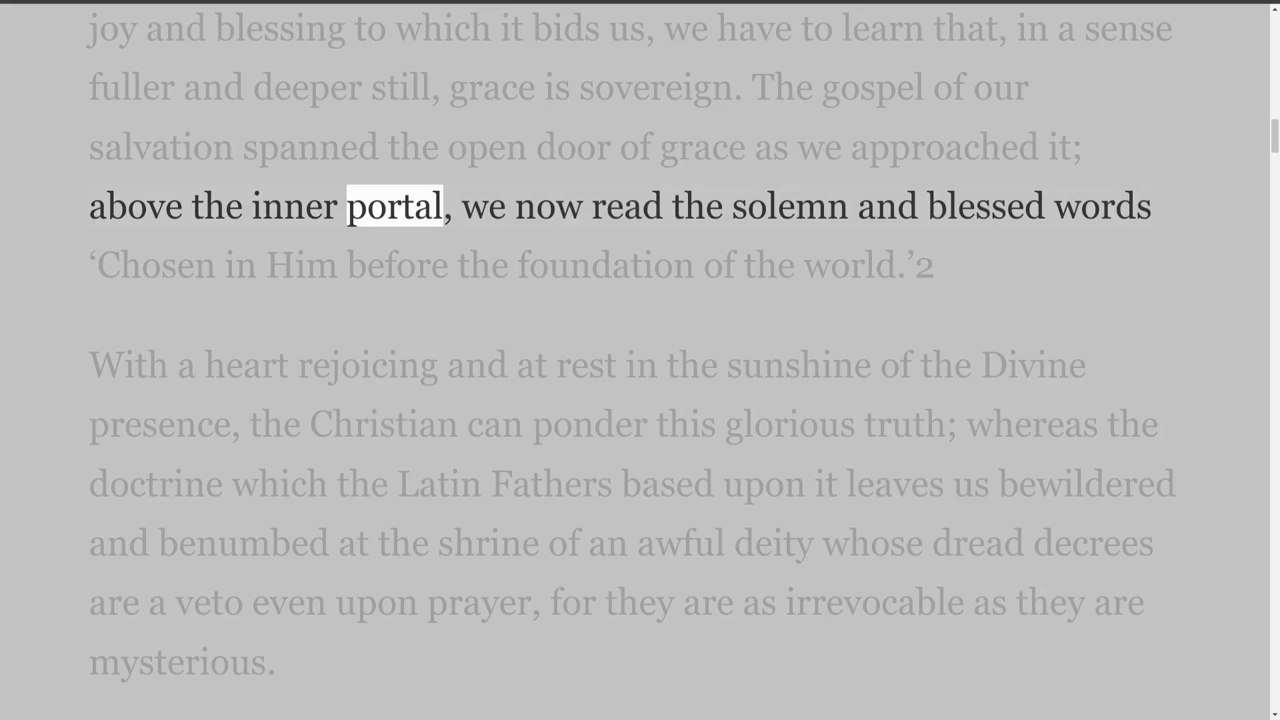 joy and blessing to which it bids us, we have to learn that, in a sense
fuller and deeper still, grace is sovereign. The gospel of our
salvation spanned the open door of grace as we approached it;
above the inner portal, we now read the solemn and blessed words
‘Chosen in Him before the foundation of the world.’2
With a heart rejoicing and at rest in the sunshine of the Divine
presence, the Christian can ponder this glorious truth; whereas the
doctrine which the Latin Fathers based upon it leaves us bewildered
and benumbed at the shrine of an awful deity whose dread decrees
are a veto even upon prayer, for they are as irrevocable as they are
mysterious.